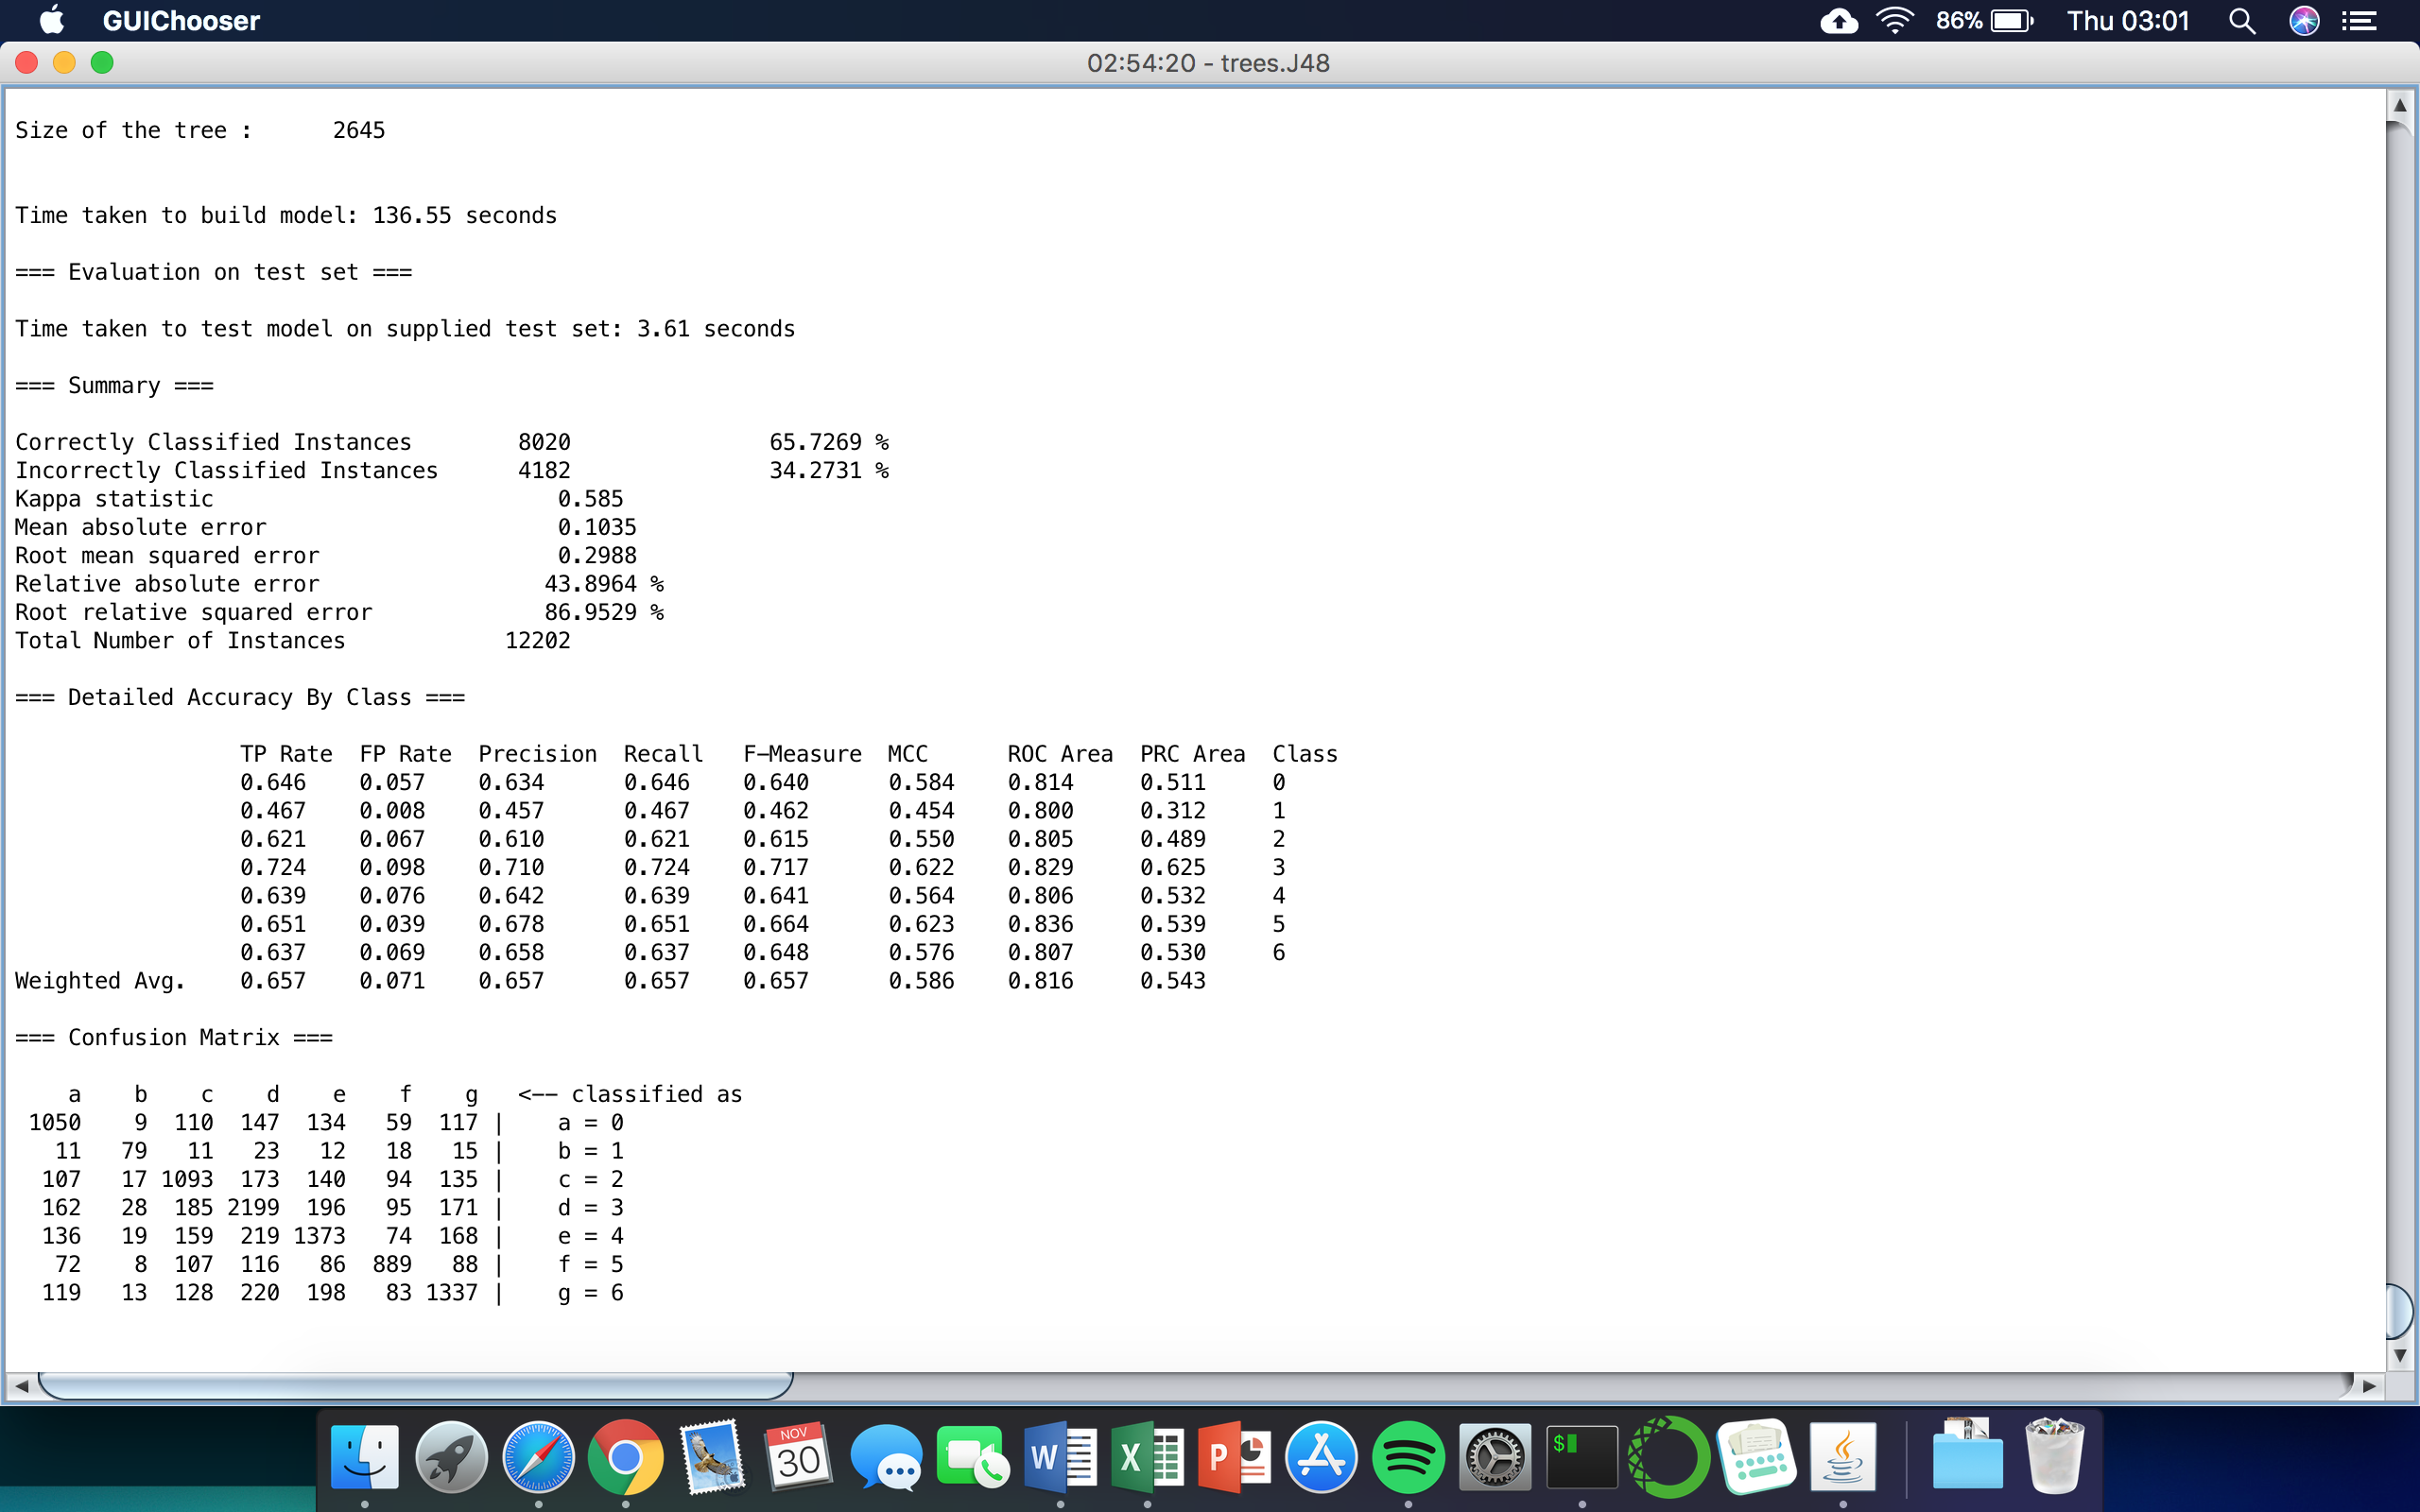 GUIChooser 86% Thu 03:01
02:54:20 - trees.J48
Size of the tree : 2645
Time taken to build model: 136.55 seconds
=== Evaluation on test set ===
Time taken to test model on supplied test set: 3.61 seconds
=== Summary ===
Correctly Classified Instances 8020 65.7269 %
Incorrectly Classified Instances 4182 34.2731 %
Kappa statistic 0.585
Mean absolute error 0.1035
Root mean squared error 0.2988
Relative absolute error 43.8964 %
Root relative squared error 86.9529 %
Total Number of Instances 12202
=== Detailed Accuracy By Class ===
TP Rate FP Rate Precision Recall F-Measure MCC ROC Area PRC Area Class
0.646 0.057 0.634 0.646 0.640 0.584 0.814 0.511 0
0.467 0.008 0.457 0.467 0.462 0.454 0.800 0.312 1
0.621 0.067 0.610 0.621 0.615 0.550 0.805 0.489 2
0.724 0.098 0.710 0.724 0.717 0.622 0.829 0.625 3
0.639 0.076 0.642 0.639 0.641 0.564 0.806 0.532 4
0.651 0.039 0.678 0.651 0.664 0.623 0.836 0.539 5
0.637 0.069 0.658 0.637 0.648 0.576 0.807 0.530 6
Weighted Avg. 0.657 0.071 0.657 0.657 0.657 0.586 0.816 0.543
=== Confusion Matrix ===
a b c d e f g <-- classified as
1050 9 110 147 134 59 117 | a = 0
11 79 11 23 12 18 15 | b = 1
107 17 1093 173 140 94 135 | c = 2
162 28 185 2199 196 95 171 | d = 3
136 19 159 219 1373 74 168 | e = 4
72 8 107 116 86 889 88 | f = 5
119 13 128 220 198 83 1337 | g = 6
NOV
30
W
X
P
$